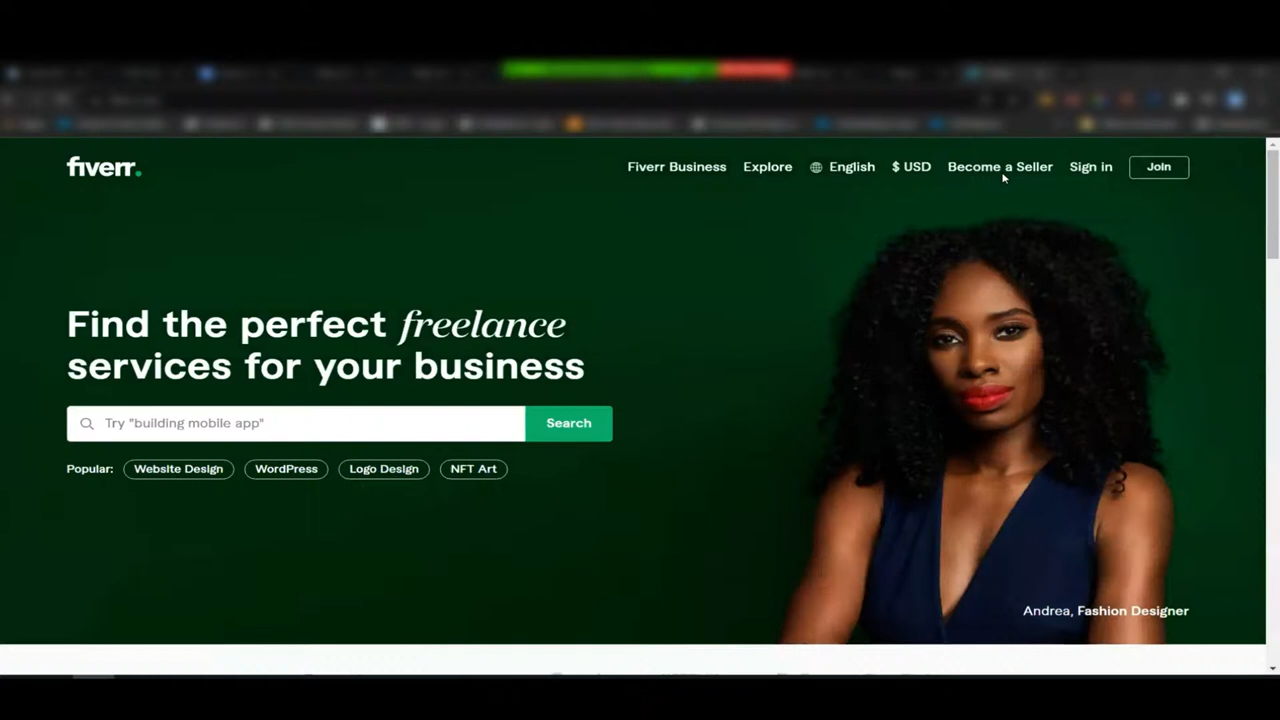 fiverr.
Fiverr Business Explore English $ USD Become a Seller Sign in Join
Find the perfect freelance
services for your business
Try "building mobile app" Search
Popular: Website Design WordPress Logo Design NFT Art
Andrea, Fashion Designer